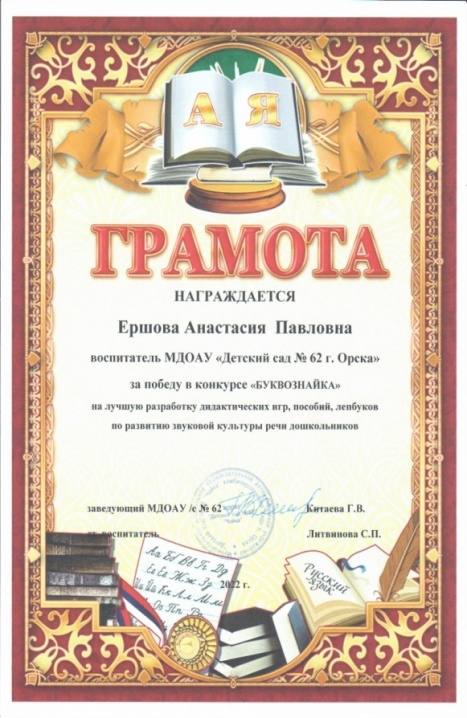 А Я
ГРАМОТА
НАГРАЖДАЕТСЯ
Ершова Анастасия Павловна
воспитатель МДОАУ «Детский сад № 62 г. Орска»
за победу в конкурсе «БУКВОЗНАЙКА»
на лучшую разработку дидактических игр, пособий, лепбуков
по развитию звуковой культуры речи дошкольников
заведующий МДОАУ /с № 62 Китаева Г.В.
ст. воспитатель Литвинова С.П.
Аа Бб Вв Гг Дд
Ее Ёё Жж Зз
Ии Йй Кк Лл Мм
Оо Пп Рр
2022 г.
Русский
язык